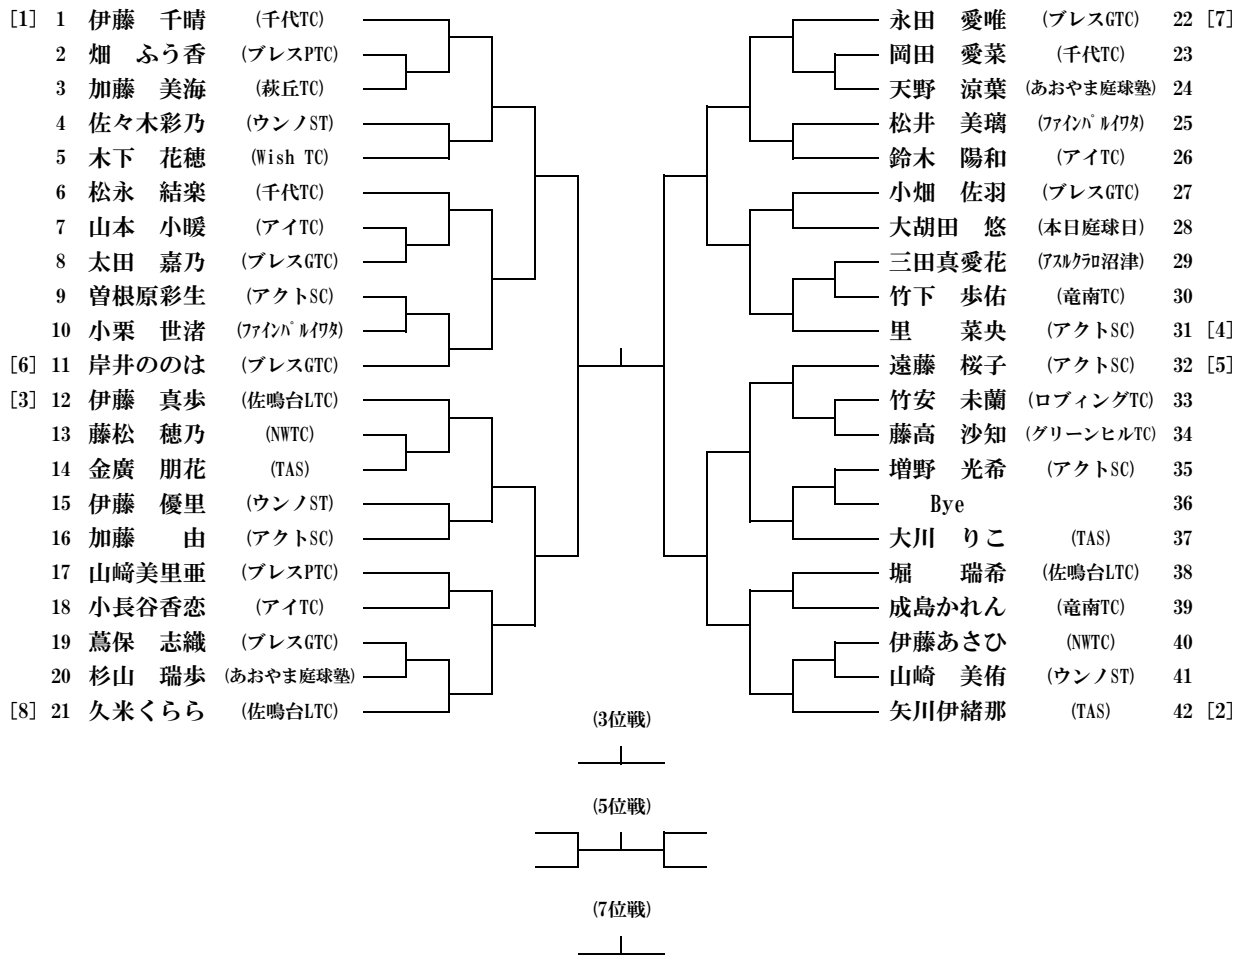 [1] 1 伊藤 千晴 (千代TC)
2 畑 ふう香 (ブレスPTC)
3 加藤 美海 (萩丘TC)
4 佐々木彩乃 (ウンノST)
5 木下 花穂 (Wish TC)
6 松永 結楽 (千代TC)
7 山本 小暖 (アイTC)
8 太田 嘉乃 (ブレスGTC)
9 曽根原彩生 (アクトSC)
10 小栗 世渚 (ファインパルイワタ)
[6] 11 岸井ののは (ブレスGTC)
[3] 12 伊藤 真歩 (佐鳴台LTC)
13 藤松 穂乃 (NWTC)
14 金廣 朋花 (TAS)
15 伊藤 優里 (ウンノST)
16 加藤 由 (アクトSC)
17 山﨑美里亜 (ブレスPTC)
18 小長谷香恋 (アイTC)
19 蔦保 志織 (ブレスGTC)
20 杉山 瑞歩 (あおやま庭球塾)
[8] 21 久米くらら (佐鳴台LTC)
永田 愛唯 (ブレスGTC) 22 [7]
岡田 愛菜 (千代TC) 23
天野 涼葉 (あおやま庭球塾) 24
松井 美璃 (ファインパルイワタ) 25
鈴木 陽和 (アイTC) 26
小畑 佐羽 (ブレスGTC) 27
大胡田 悠 (本日庭球日) 28
三田真愛花 (アスルクラロ沼津) 29
竹下 歩佑 (竜南TC) 30
里 菜央 (アクトSC) 31 [4]
遠藤 桜子 (アクトSC) 32 [5]
竹安 未蘭 (ロブィングTC) 33
藤高 沙知 (グリーンヒルTC) 34
増野 光希 (アクトSC) 35
Bye 36
大川 りこ (TAS) 37
堀 瑞希 (佐鳴台LTC) 38
成島かれん (竜南TC) 39
伊藤あさひ (NWTC) 40
山崎 美侑 (ウンノST) 41
矢川伊緒那 (TAS) 42 [2]
(3位戦)
(5位戦)
(7位戦)